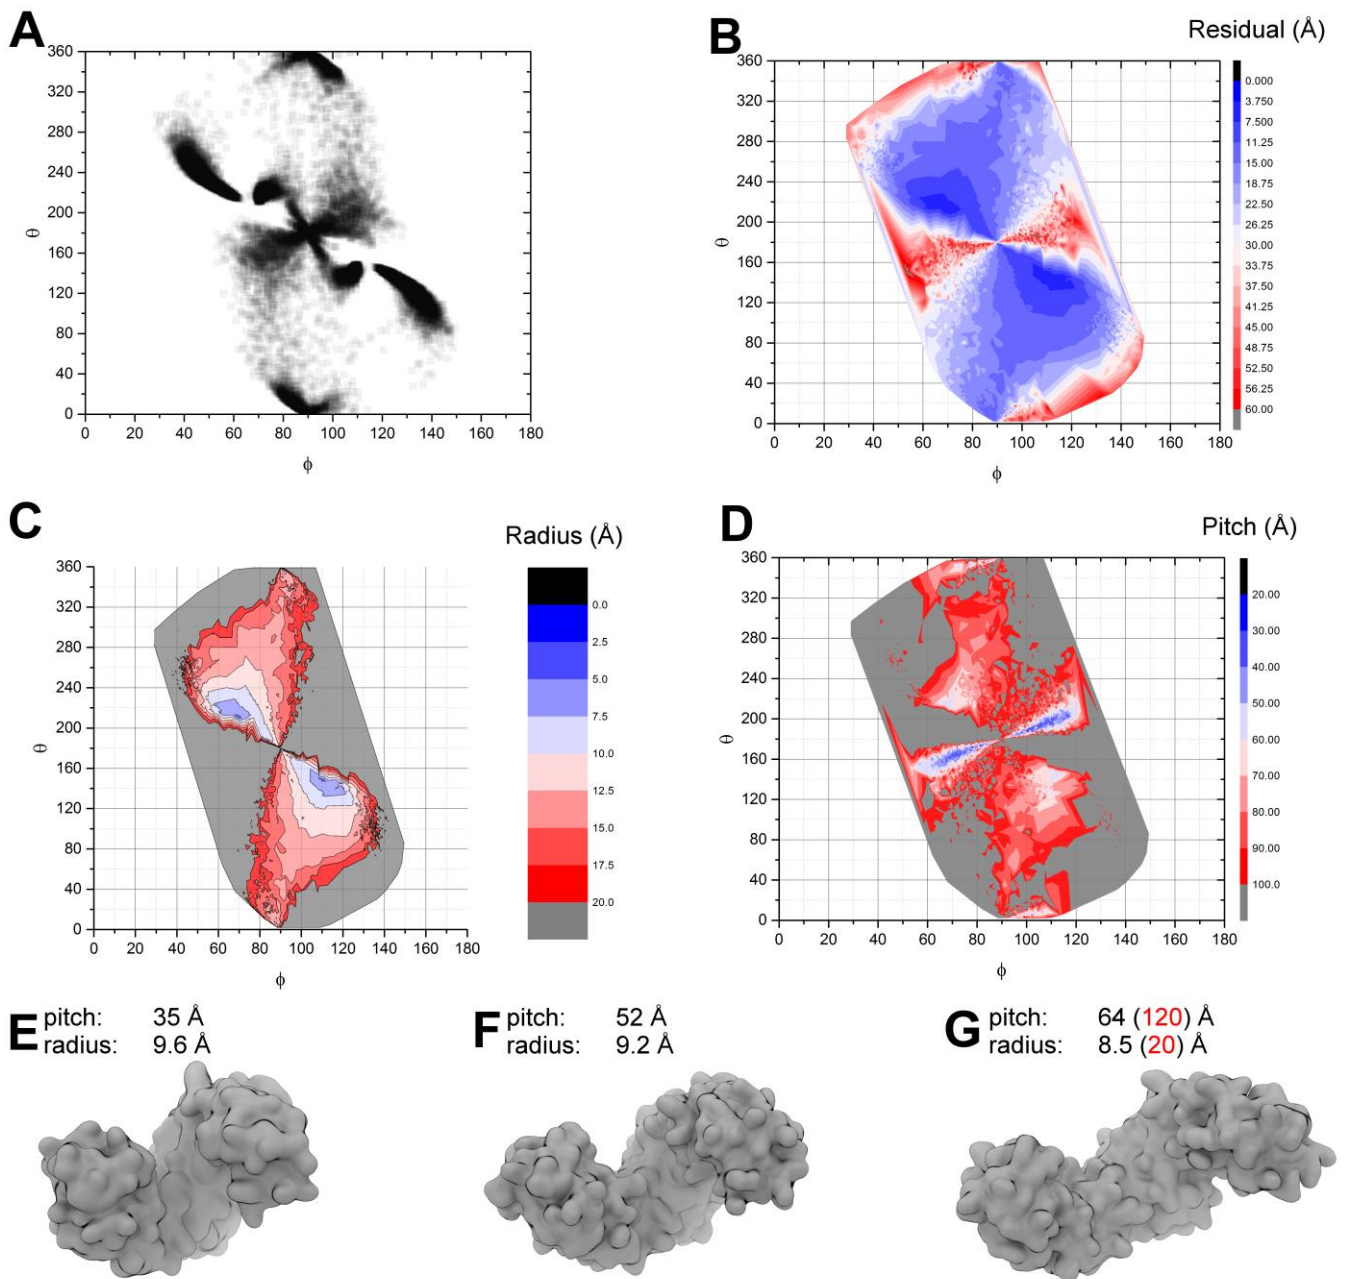 A
360
320
280
240
200
160
120
80
40
0
θ
0 20 40 60 80 100 120 140 160 180
ϕ
B
Residual (Å)
360
320
280
240
200
160
120
80
40
0
θ
0 20 40 60 80 100 120 140 160 180
ϕ
0.000
3.750
7.500
11.25
15.00
18.75
22.50
26.25
30.00
33.75
37.50
41.25
45.00
48.75
52.50
56.25
60.00
C
Radius (Å)
360
320
280
240
200
160
120
80
40
0
θ
0 20 40 60 80 100 120 140 160 180
ϕ
0.0
2.5
5.0
7.5
10.0
12.5
15.0
17.5
20.0
D
Pitch (Å)
360
320
280
240
200
160
120
80
40
0
θ
0 20 40 60 80 100 120 140 160 180
ϕ
20.00
30.00
40.00
50.00
60.00
70.00
80.00
90.00
100.0
E
pitch: 35 Å
radius: 9.6 Å
F
pitch: 52 Å
radius: 9.2 Å
G
pitch: 64 (120) Å
radius: 8.5 (20) Å